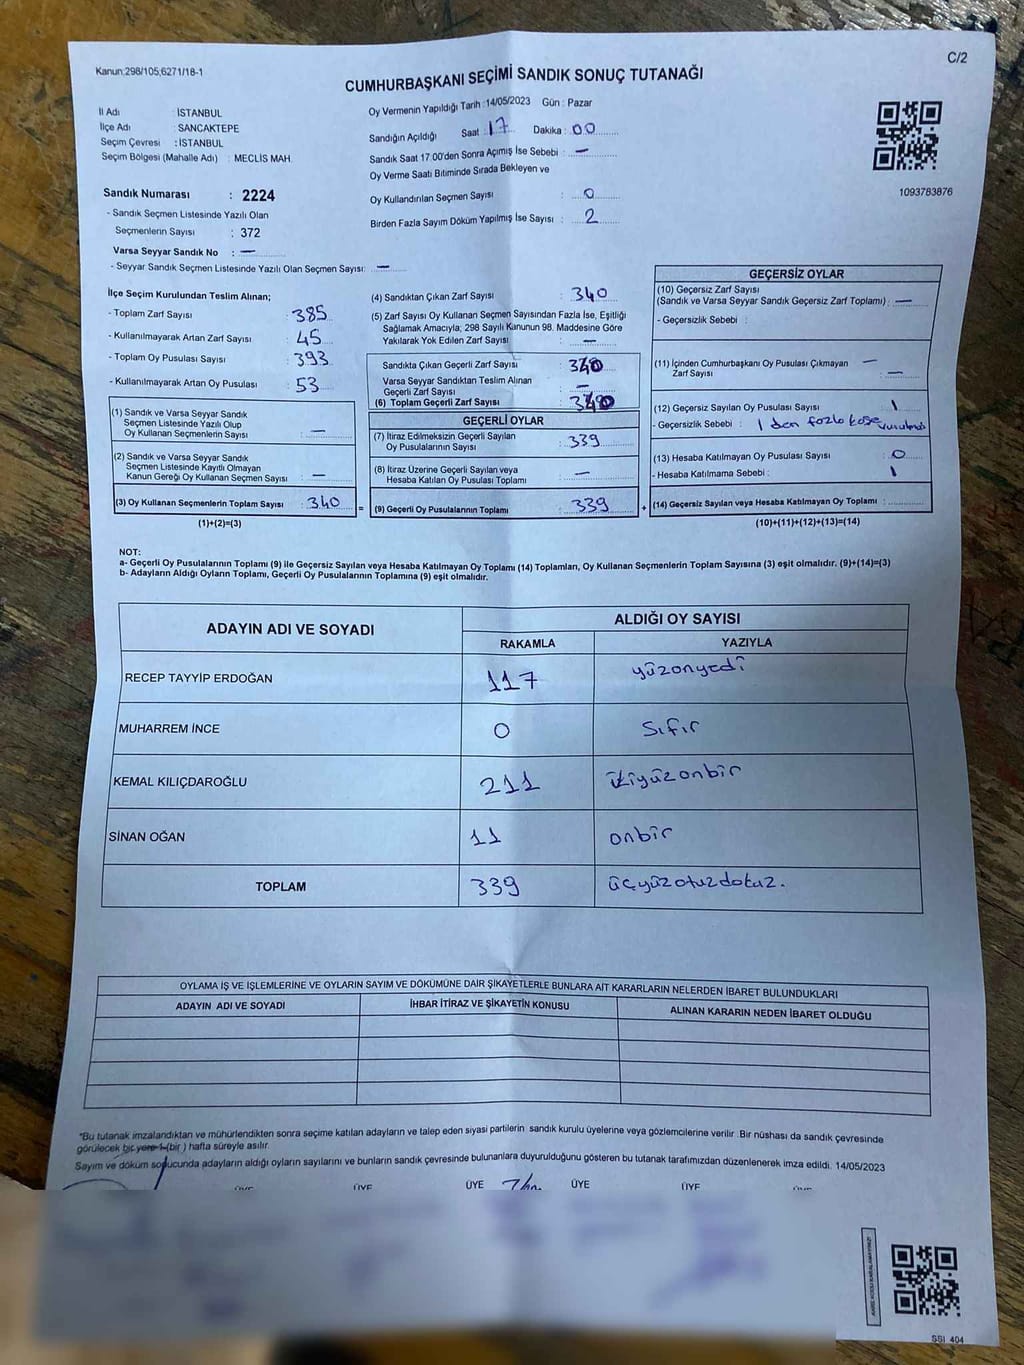 Kanun;298/105;6271/18-1
C/2
CUMHURBAŞKANI SEÇİMİ SANDIK SONUÇ TUTANAĞI
İl Adı : İSTANBUL
İlçe Adı : SANCAKTEPE
Seçim Çevresi : İSTANBUL
Seçim Bölgesi (Mahalle Adı) : MECLİS MAH.
Sandık Numarası : 2224
- Sandık Seçmen Listesinde Yazılı Olan
Seçmenlerin Sayısı : 372
Varsa Seyyar Sandık No : —
- Seyyar Sandık Seçmen Listesinde Yazılı Olan Seçmen Sayısı: —
Oy Vermenin Yapıldığı Tarih :14/05/2023 Gün : Pazar
Sandığın Açıldığı Saat : 17 Dakika : 00
Sandık Saat 17:00'den Sonra Açımış İse Sebebi : —
Oy Verme Saati Bitiminde Sırada Bekleyen ve
Oy Kullandırılan Seçmen Sayısı : 0
Birden Fazla Sayım Döküm Yapılmış İse Sayısı : 2
1093783876
İlçe Seçim Kurulundan Teslim Alınan;
- Toplam Zarf Sayısı : 385
- Kullanılmayarak Artan Zarf Sayısı : 45
- Toplam Oy Pusulası Sayısı : 393
- Kullanılmayarak Artan Oy Pusulası : 53
(1) Sandık ve Varsa Seyyar Sandık
Seçmen Listesinde Yazılı Olup
Oy Kullanan Seçmenlerin Sayısı : —
(2) Sandık ve Varsa Seyyar Sandık
Seçmen Listesinde Kayıtlı Olmayan
Kanun Gereği Oy Kullanan Seçmen Sayısı : —
(3) Oy Kullanan Seçmenlerin Toplam Sayısı : 340
(1)+(2)=(3)
(4) Sandıktan Çıkan Zarf Sayısı : 340
(5) Zarf Sayısı Oy Kullanan Seçmen Sayısından Fazla İse, Eşitliği
Sağlamak Amacıyla; 298 Sayılı Kanunun 98. Maddesine Göre
Yakılarak Yok Edilen Zarf Sayısı : —
Sandıkta Çıkan Geçerli Zarf Sayısı : 340
Varsa Seyyar Sandıktan Teslim Alınan
Geçerli Zarf Sayısı : —
(6) Toplam Geçerli Zarf Sayısı : 340
=
GEÇERLİ OYLAR
(7) İtiraz Edilmeksizin Geçerli Sayılan
Oy Pusulalarının Sayısı : 339
(8) İtiraz Üzerine Geçerli Sayılan veya
Hesaba Katılan Oy Pusulası Toplamı : —
(9) Geçerli Oy Pusulalarının Toplamı : 339
+
GEÇERSİZ OYLAR
(10) Geçersiz Zarf Sayısı
(Sandık ve Varsa Seyyar Sandık Geçersiz Zarf Toplamı) : —
- Geçersizlik Sebebi :
(11) İçinden Cumhurbaşkanı Oy Pusulası Çıkmayan —
Zarf Sayısı : —
(12) Geçersiz Sayılan Oy Pusulası Sayısı : 1
- Geçersizlik Sebebi : 1 den fazla kaşe
(13) Hesaba Katılmayan Oy Pusulası Sayısı : 0
- Hesaba Katılmama Sebebi : 1
(14) Geçersiz Sayılan veya Hesaba Katılmayan Oy Toplamı :
(10)+(11)+(12)+(13)=(14)
NOT:
a- Geçerli Oy Pusulalarının Toplamı (9) ile Geçersiz Sayılan veya Hesaba Katılmayan Oy Toplamı (14) Toplamları, Oy Kullanan Seçmenlerin Toplam Sayısına (3) eşit olmalıdır. (9)+(14)=(3)
b- Adayların Aldığı Oyların Toplamı, Geçerli Oy Pusulalarının Toplamına (9) eşit olmalıdır.
ADAYIN ADI VE SOYADI ALDIĞI OY SAYISI
RAKAMLA YAZIYLA
RECEP TAYYİP ERDOĞAN 117 yüzonyedi
MUHARREM İNCE 0 sıfır
KEMAL KILIÇDAROĞLU 211 ikiyüzonbir
SİNAN OĞAN 11 onbir
TOPLAM 339 üçyüzotuzdokuz.
OYLAMA İŞ VE İŞLEMLERİNE VE OYLARIN SAYIM VE DÖKÜMÜNE DAİR ŞİKAYETLERLE BUNLARA AİT KARARLARIN NELERDEN İBARET BULUNDUKLARI
ADAYIN ADI VE SOYADI İHBAR İTİRAZ VE ŞİKAYETİN KONUSU ALINAN KARARIN NEDEN İBARET OLDUĞU
*Bu tutanak imzalandıktan ve mühürlendikten sonra seçime katılan adayların ve talep eden siyasi partilerin sandık kurulu üyelerine veya gözlemcilerine verilir. Bir nüshası da sandık çevresinde
görülecek bir yere 1 (bir ) hafta süreyle asılır.
Sayım ve döküm sonucunda adayların aldığı oyların sayılarını ve bunların sandık çevresinde bulunanlara duyurulduğunu gösteren bu tutanak tarafımızdan düzenlenerek imza edildi. 14/05/2023
ÜYE ÜYE ÜYE ÜYE ÜYE
SSİ 404